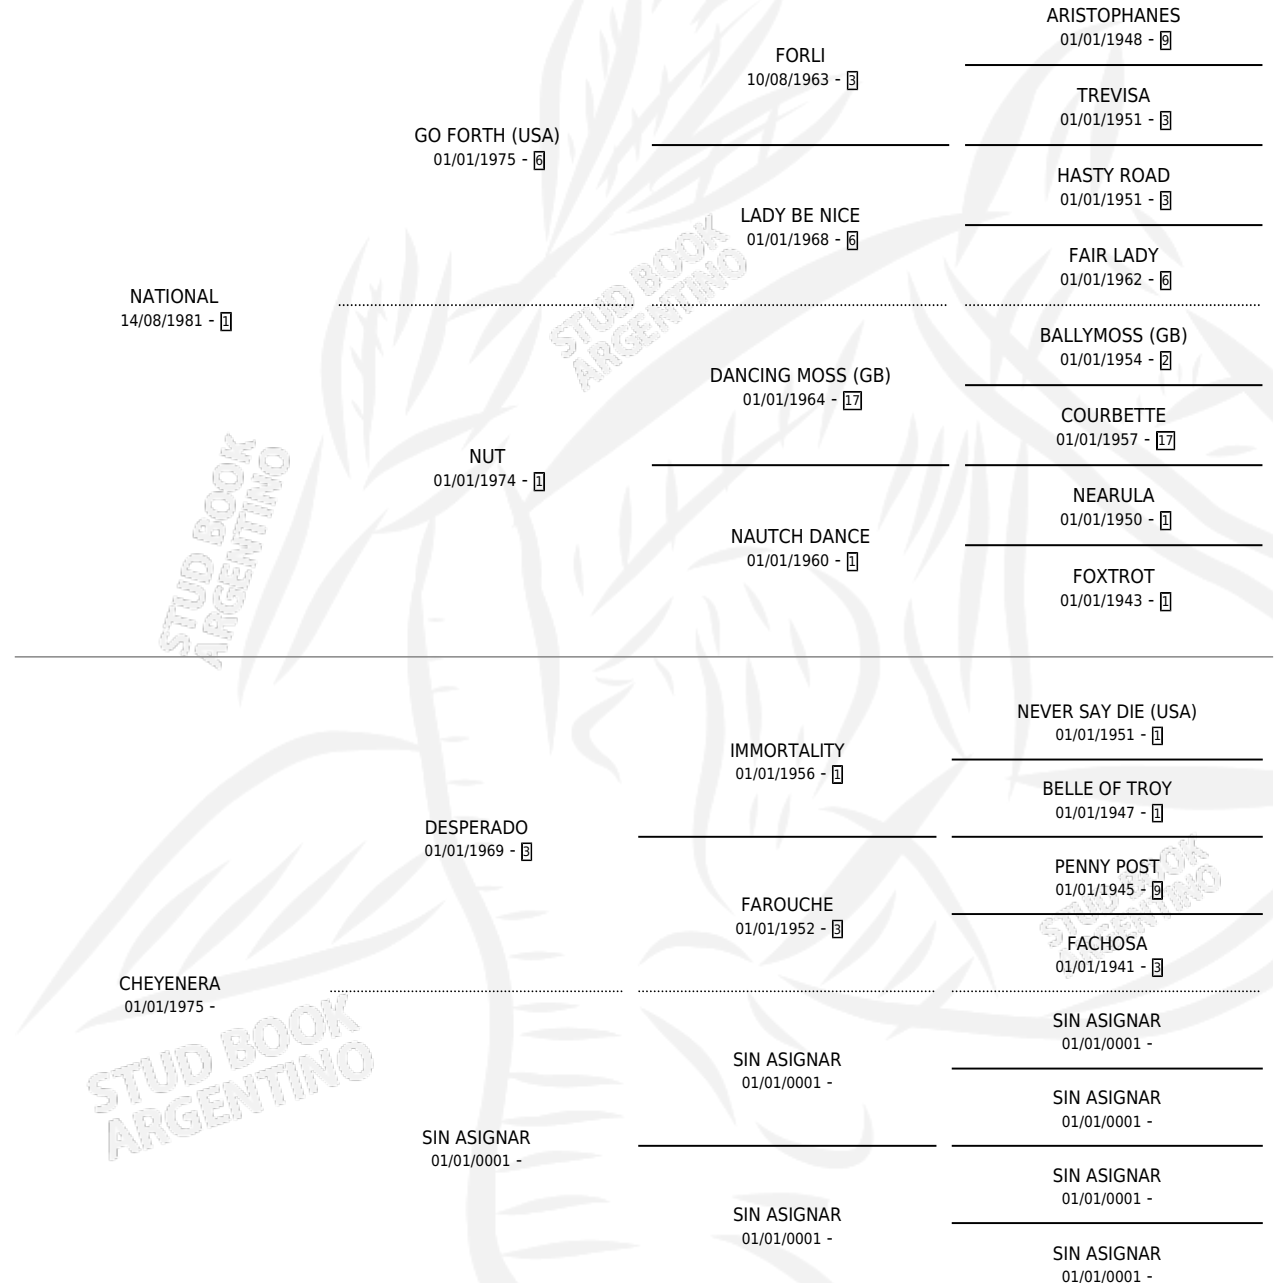 ARISTOPHANES
01/01/1948 - 9
FORLI
10/08/1963 - 3
TREVISA
01/01/1951 - 3
GO FORTH (USA)
01/01/1975 - 6
HASTY ROAD
01/01/1951 - 3
LADY BE NICE
01/01/1968 - 6
FAIR LADY
01/01/1962 - 6
NATIONAL
14/08/1981 - 1
STUD BOOK
ARGENTINO
BALLYMOSS (GB)
01/01/1954 - 2
DANCING MOSS (GB)
01/01/1964 - 17
COURBETTE
01/01/1957 - 17
NUT
01/01/1974 - 1
NEARULA
01/01/1950 - 1
NAUTCH DANCE
01/01/1960 - 1
FOXTROT
01/01/1943 - 1
STUD BOOK
ARGENTINO
NEVER SAY DIE (USA)
01/01/1951 - 1
IMMORTALITY
01/01/1956 - 1
BELLE OF TROY
01/01/1947 - 1
DESPERADO
01/01/1969 - 3
PENNY POST
01/01/1945 - 9
FAROUCHE
01/01/1952 - 3
FACHOSA
01/01/1941 - 3
STUD BOOK
ARGENTINO
CHEYENERA
01/01/1975 -
SIN ASIGNAR
01/01/0001 -
SIN ASIGNAR
01/01/0001 -
SIN ASIGNAR
01/01/0001 -
STUD BOOK
ARGENTINO
SIN ASIGNAR
01/01/0001 -
SIN ASIGNAR
01/01/0001 -
SIN ASIGNAR
01/01/0001 -
SIN ASIGNAR
01/01/0001 -